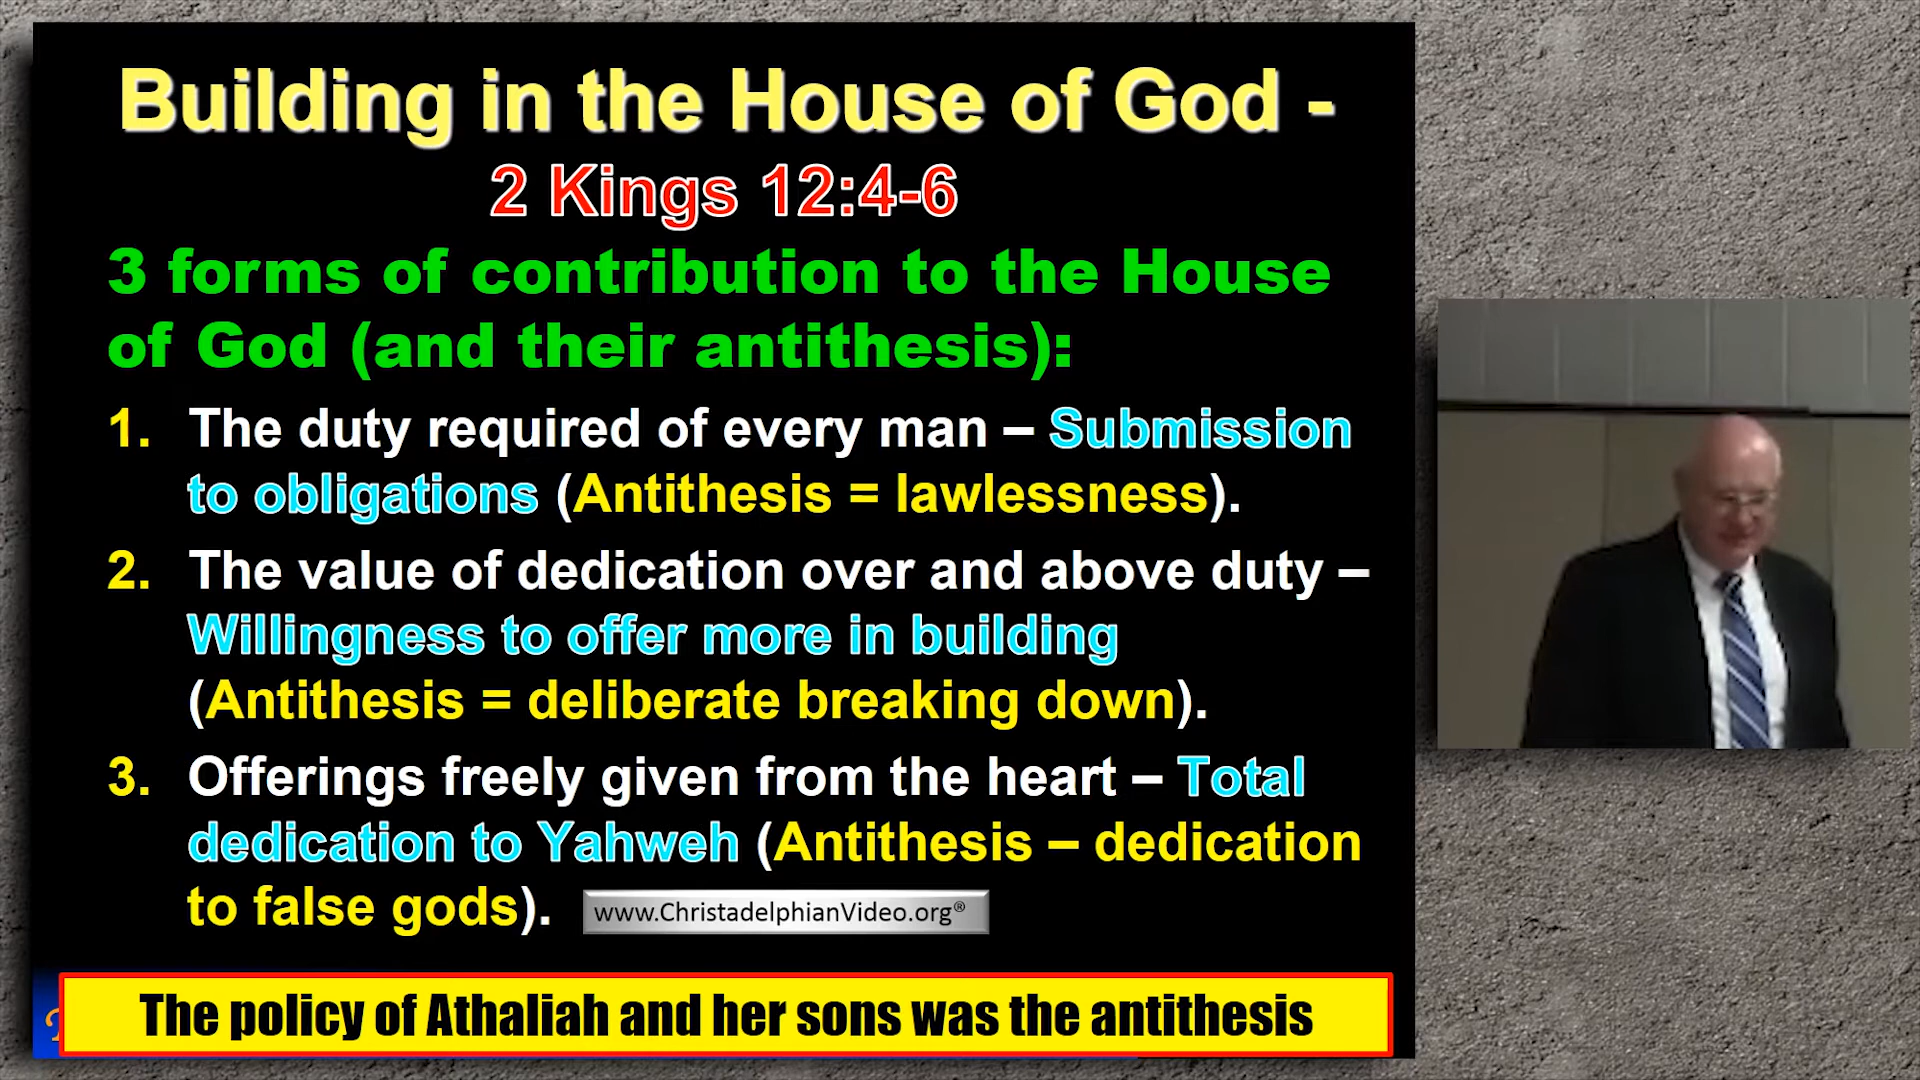 Building in the House of God -
2 Kings 12:4-6
3 forms of contribution to the House
of God (and their antithesis):
1. The duty required of every man – Submission
to obligations (Antithesis = lawlessness).
2. The value of dedication over and above duty –
Willingness to offer more in building
(Antithesis = deliberate breaking down).
3. Offerings freely given from the heart – Total
dedication to Yahweh (Antithesis – dedication
to false gods).
www.ChristadelphianVideo.org®
The policy of Athaliah and her sons was the antithesis